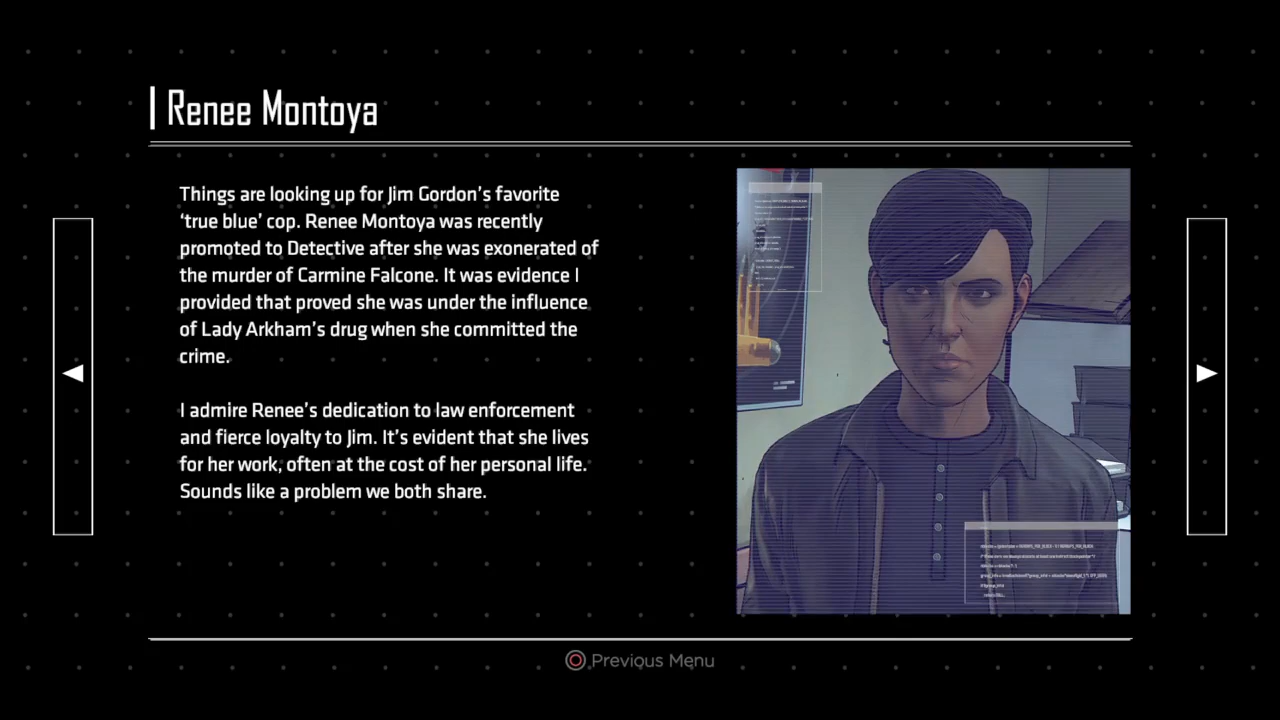 Renee Montoya
Things are looking up for Jim Gordon's favorite
'true blue' cop. Renee Montoya was recently
promoted to Detective after she was exonerated of
the murder of Carmine Falcone. It was evidence I
provided that proved she was under the influence
of Lady Arkham's drug when she committed the
crime.
I admire Renee's dedication to law enforcement
and fierce loyalty to Jim. It's evident that she lives
for her work, often at the cost of her personal life.
Sounds like a problem we both share.
Previous Menu